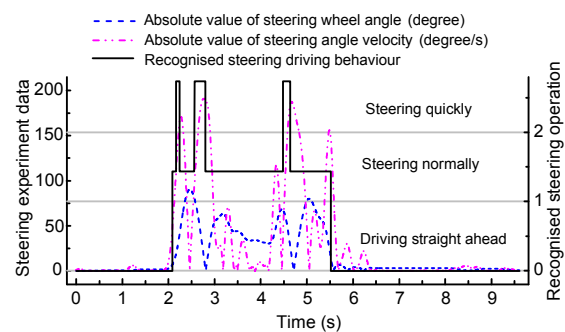 Absolute value of steering wheel angle (degree)
Absolute value of steering angle velocity (degree/s)
Recognised steering driving behaviour
200
150
100
50
0
Steering experiment data
Steering quickly
Steering normally
Driving straight ahead
2
1
0
Recognised steering operation
0 1 2 3 4 5 6 7 8 9
Time (s)